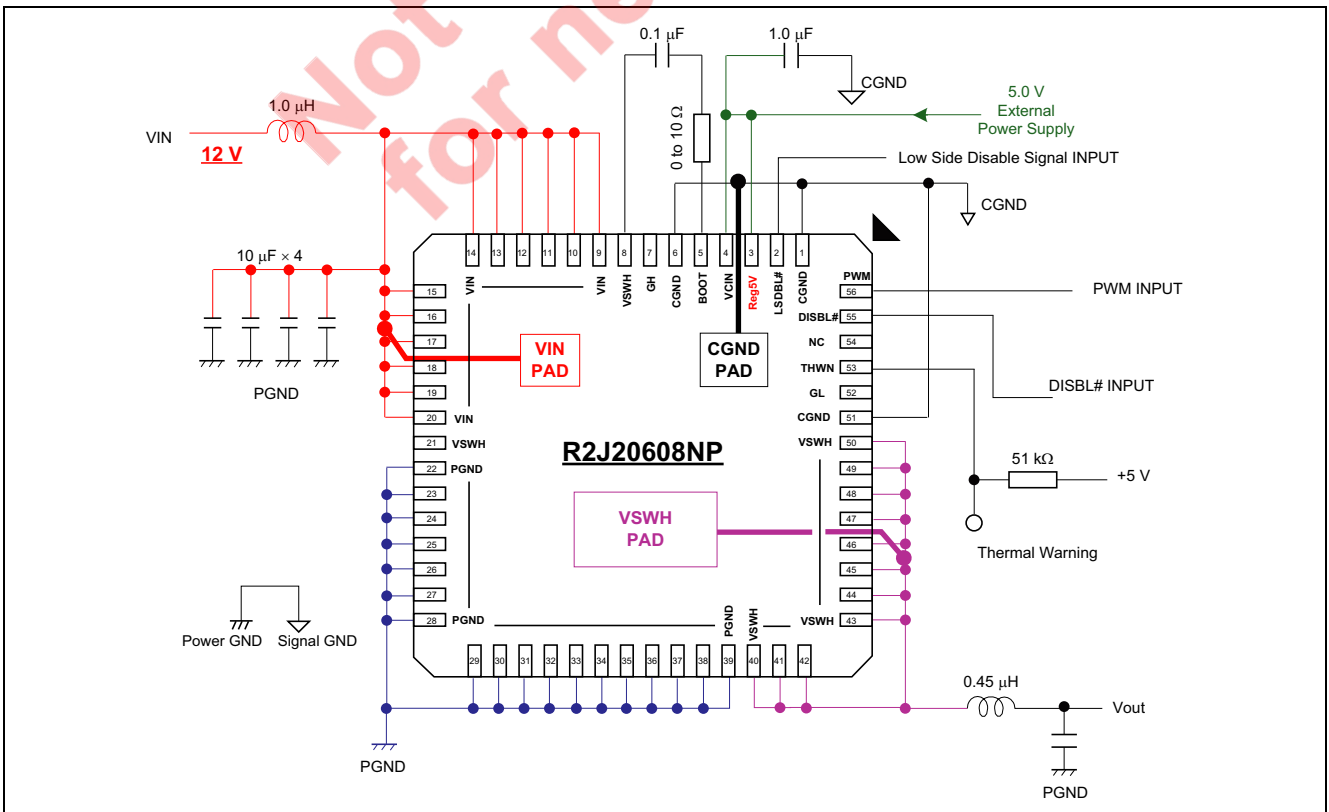 Not
for ne
0.1 μF
1.0 μF
CGND
5.0 V
External
Power Supply
1.0 μH
VIN
12 V
0 to 10 Ω
Low Side Disable Signal INPUT
CGND
10 μF × 4
PGND
14 13 12 11 10 9 8 7 6 5 4 3 2 1
VIN VIN VSWH GH CGND BOOT VCIN Reg5V LSDBL# CGND
PWM 56 PWM INPUT
DISBL# 55
NC 54
THWN 53
GL 52
CGND 51
VSWH 50
49
48
47
46
45
44
VSWH 43
DISBL# INPUT
15
16
17
18
19
20 VIN
21 VSWH
22 PGND
23
24
25
26
27
28 PGND
VIN
PAD
CGND
PAD
R2J20608NP
VSWH
PAD
51 kΩ
+5 V
Thermal Warning
Power GND Signal GND
PGND VSWH
29 30 31 32 33 34 35 36 37 38 39 40 41 42
0.45 μH
Vout
PGND
PGND